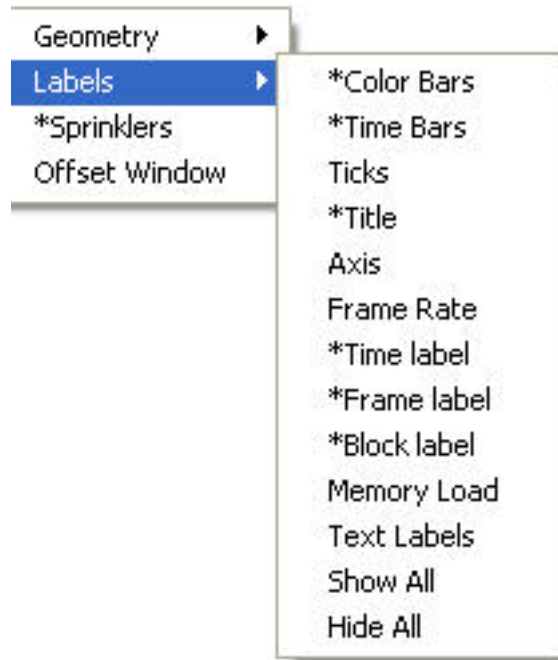 Geometry
Labels
*Sprinklers
Offset Window
*Color Bars
*Time Bars
Ticks
*Title
Axis
Frame Rate
*Time label
*Frame label
*Block label
Memory Load
Text Labels
Show All
Hide All